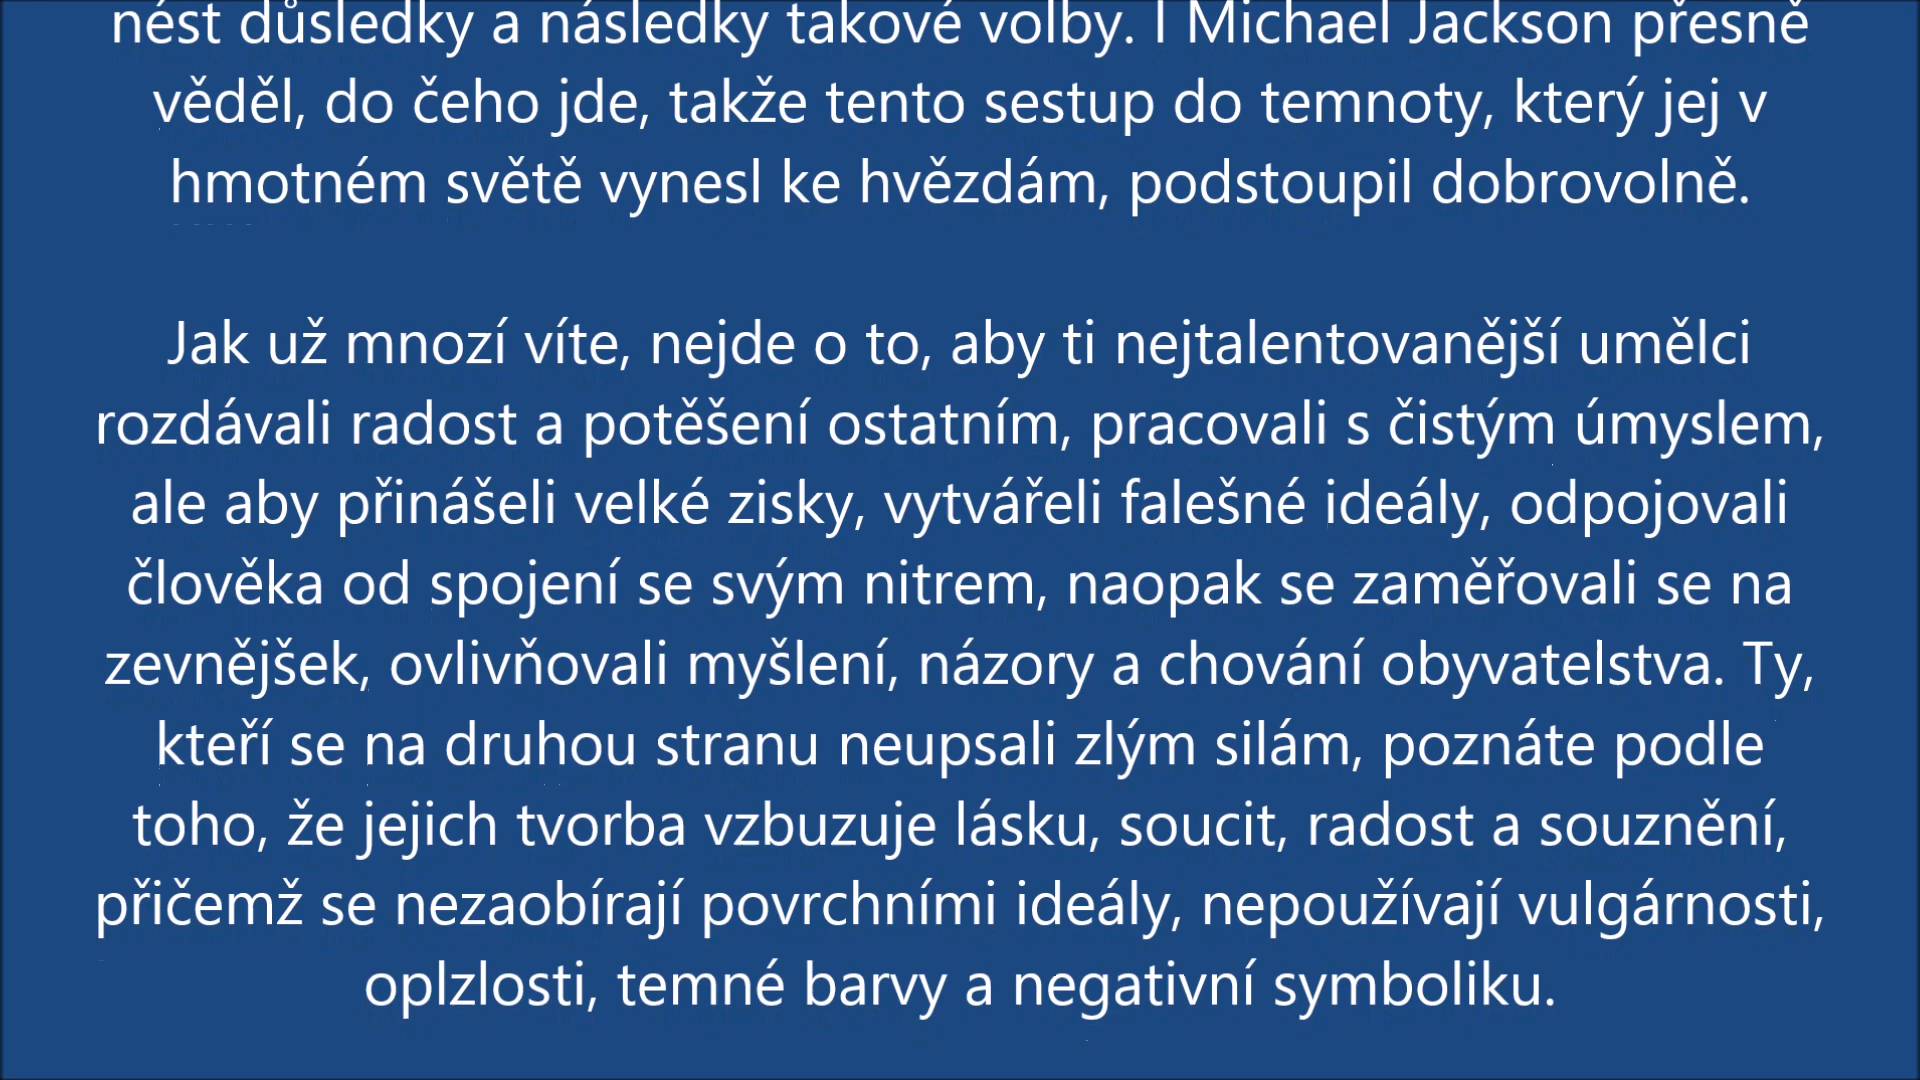 nést důsledky a následky takové volby. I Michael Jackson přesně
věděl, do čeho jde, takže tento sestup do temnoty, který jej v
hmotném světě vynesl ke hvězdám, podstoupil dobrovolně.
Jak už mnozí víte, nejde o to, aby ti nejtalentovanější umělci
rozdávali radost a potěšení ostatním, pracovali s čistým úmyslem,
ale aby přinášeli velké zisky, vytvářeli falešné ideály, odpojovali
člověka od spojení se svým nitrem, naopak se zaměřovali se na
zevnějšek, ovlivňovali myšlení, názory a chování obyvatelstva. Ty,
kteří se na druhou stranu neupsali zlým silám, poznáte podle
toho, že jejich tvorba vzbuzuje lásku, soucit, radost a souznění,
přičemž se nezaobírají povrchními ideály, nepoužívají vulgárnosti,
oplzlosti, temné barvy a negativní symboliku.